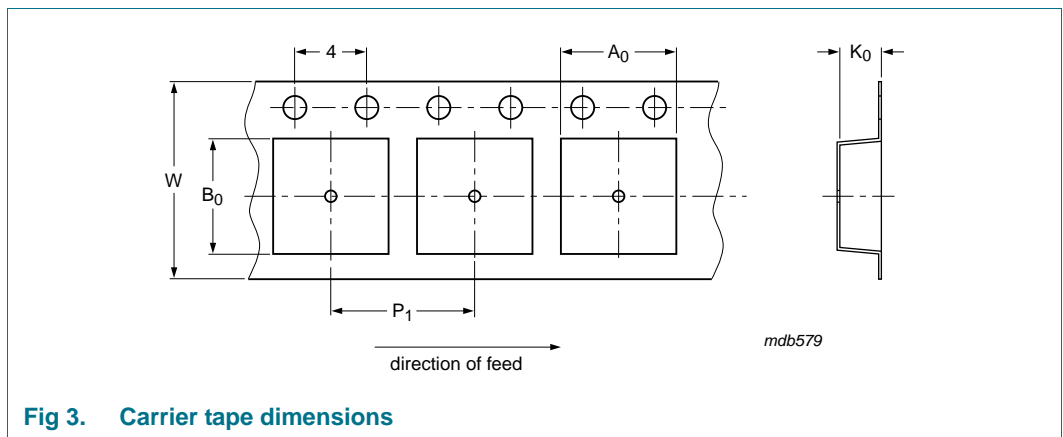 4
A0
K0
W
B0
P1
direction of feed
mdb579
Fig 3. Carrier tape dimensions